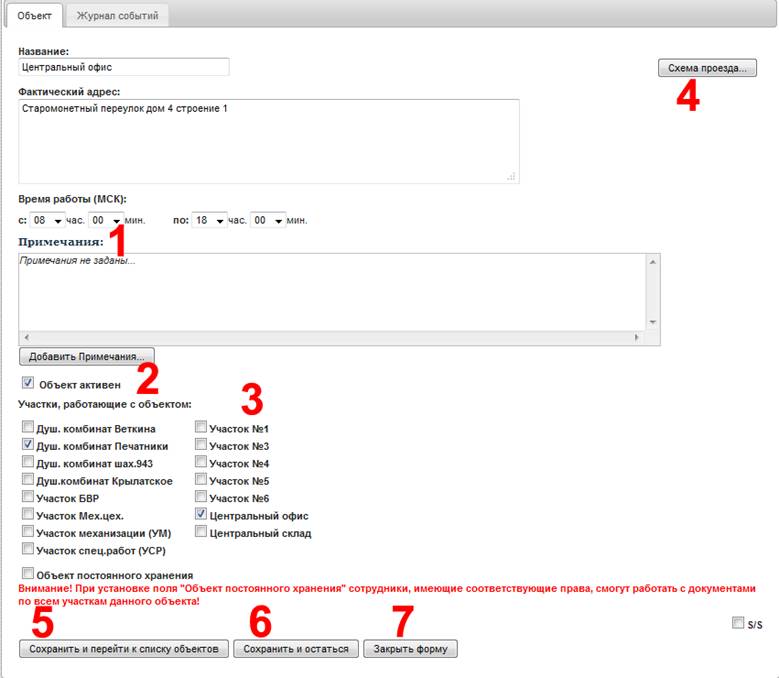 Объект Журнал событий
Название:
Центральный офис
Схема проезда...
4
Фактический адрес:
Старомонетный переулок дом 4 строение 1
Время работы (МСК):
с: 08 час. 00 мин. по: 18 час. 00 мин.
1
Примечания:
Примечания не заданы...
Добавить Примечания...
2
Объект активен
3
Участки, работающие с объектом:
Душ. комбинат Веткина Участок №1
Душ. комбинат Печатники Участок №3
Душ. комбинат шах.943 Участок №4
Душ.комбинат Крылатское Участок №5
Участок БВР Участок №6
Участок Мех.цех. Центральный офис
Участок механизации (УМ) Центральный склад
Участок спец.работ (УСР)
Объект постоянного хранения
Внимание! При установке поля "Объект постоянного хранения" сотрудники, имеющие соответствующие права, смогут работать с документами
по всем участкам данного объекта!
5 6 7
S/S
Сохранить и перейти к списку объектов Сохранить и остаться Закрыть форму